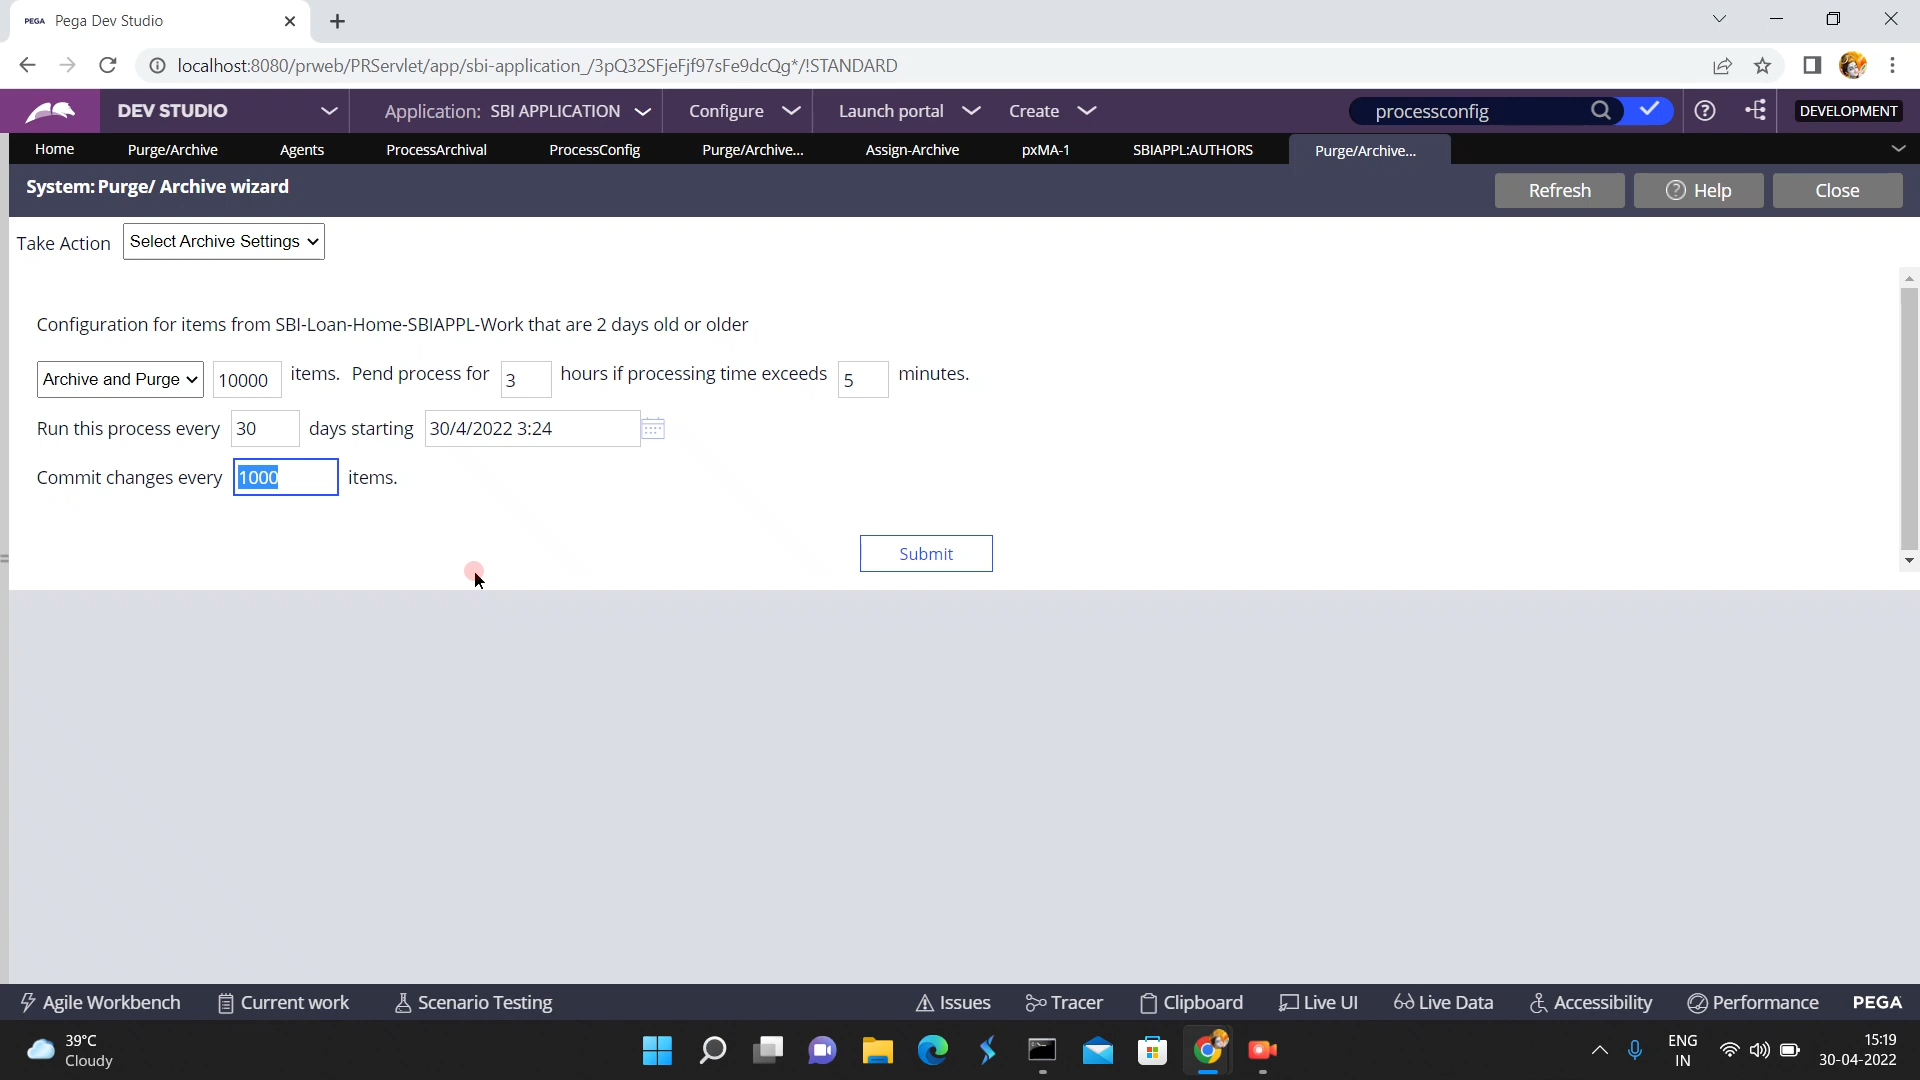 PEGA Pega Dev Studio
localhost:8080/prweb/PRServlet/app/sbi-application_/3pQ32SFjeFjf97sFe9dcQg*/!STANDARD
DEV STUDIO Application: SBI APPLICATION Configure Launch portal Create processconfig DEVELOPMENT
Home Purge/Archive Agents ProcessArchival ProcessConfig Purge/Archive... Assign-Archive pxMA-1 SBIAPPL:AUTHORS Purge/Archive...
System: Purge/ Archive wizard Refresh Help Close
Take Action Select Archive Settings
Configuration for items from SBI-Loan-Home-SBIAPPL-Work that are 2 days old or older
Archive and Purge 10000 items. Pend process for 3 hours if processing time exceeds 5 minutes.
Run this process every 30 days starting 30/4/2022 3:24
Commit changes every 1000 items.
Submit
Agile Workbench Current work Scenario Testing Issues Tracer Clipboard Live UI Live Data Accessibility Performance PEGA
39°C
Cloudy
ENG
IN
15:19
30-04-2022